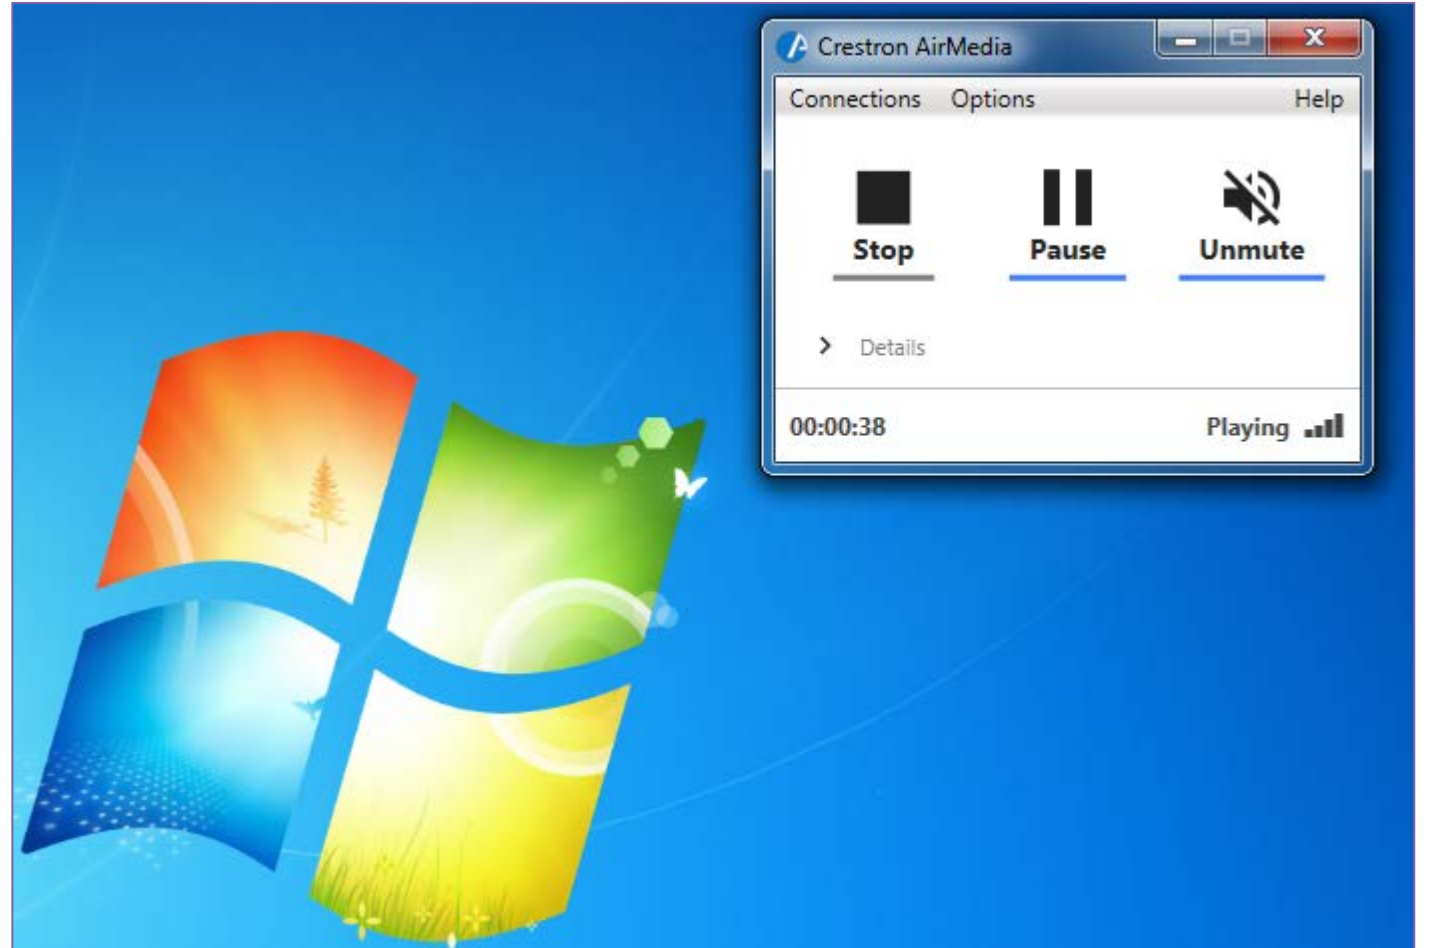 Crestron AirMedia
Connections Options Help
Stop Pause Unmute
Details
00:00:38 Playing